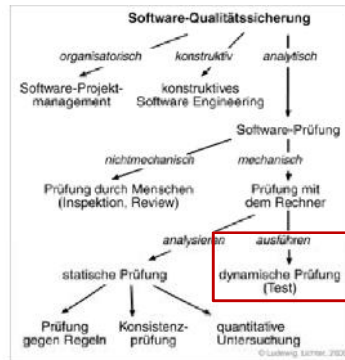 Software-Qualitätssicherung
organisatorisch konstruktiv analytisch
Software-Projekt-
management
konstruktives
Software Engineering
Software-Prüfung
nichtmechanisch mechanisch
Prüfung durch Menschen
(Inspektion, Review)
Prüfung mit
dem Rechner
analysieren ausführen
statische Prüfung
dynamische Prüfung
(Test)
Prüfung
gegen Regeln
Konsistenz-
prüfung
quantitative
Untersuchung
© Ludewig, Lichter,